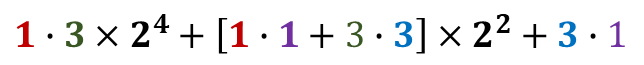 1 · 3 × 2⁴ + [1 · 1 + 3 · 3] × 2² + 3 · 1